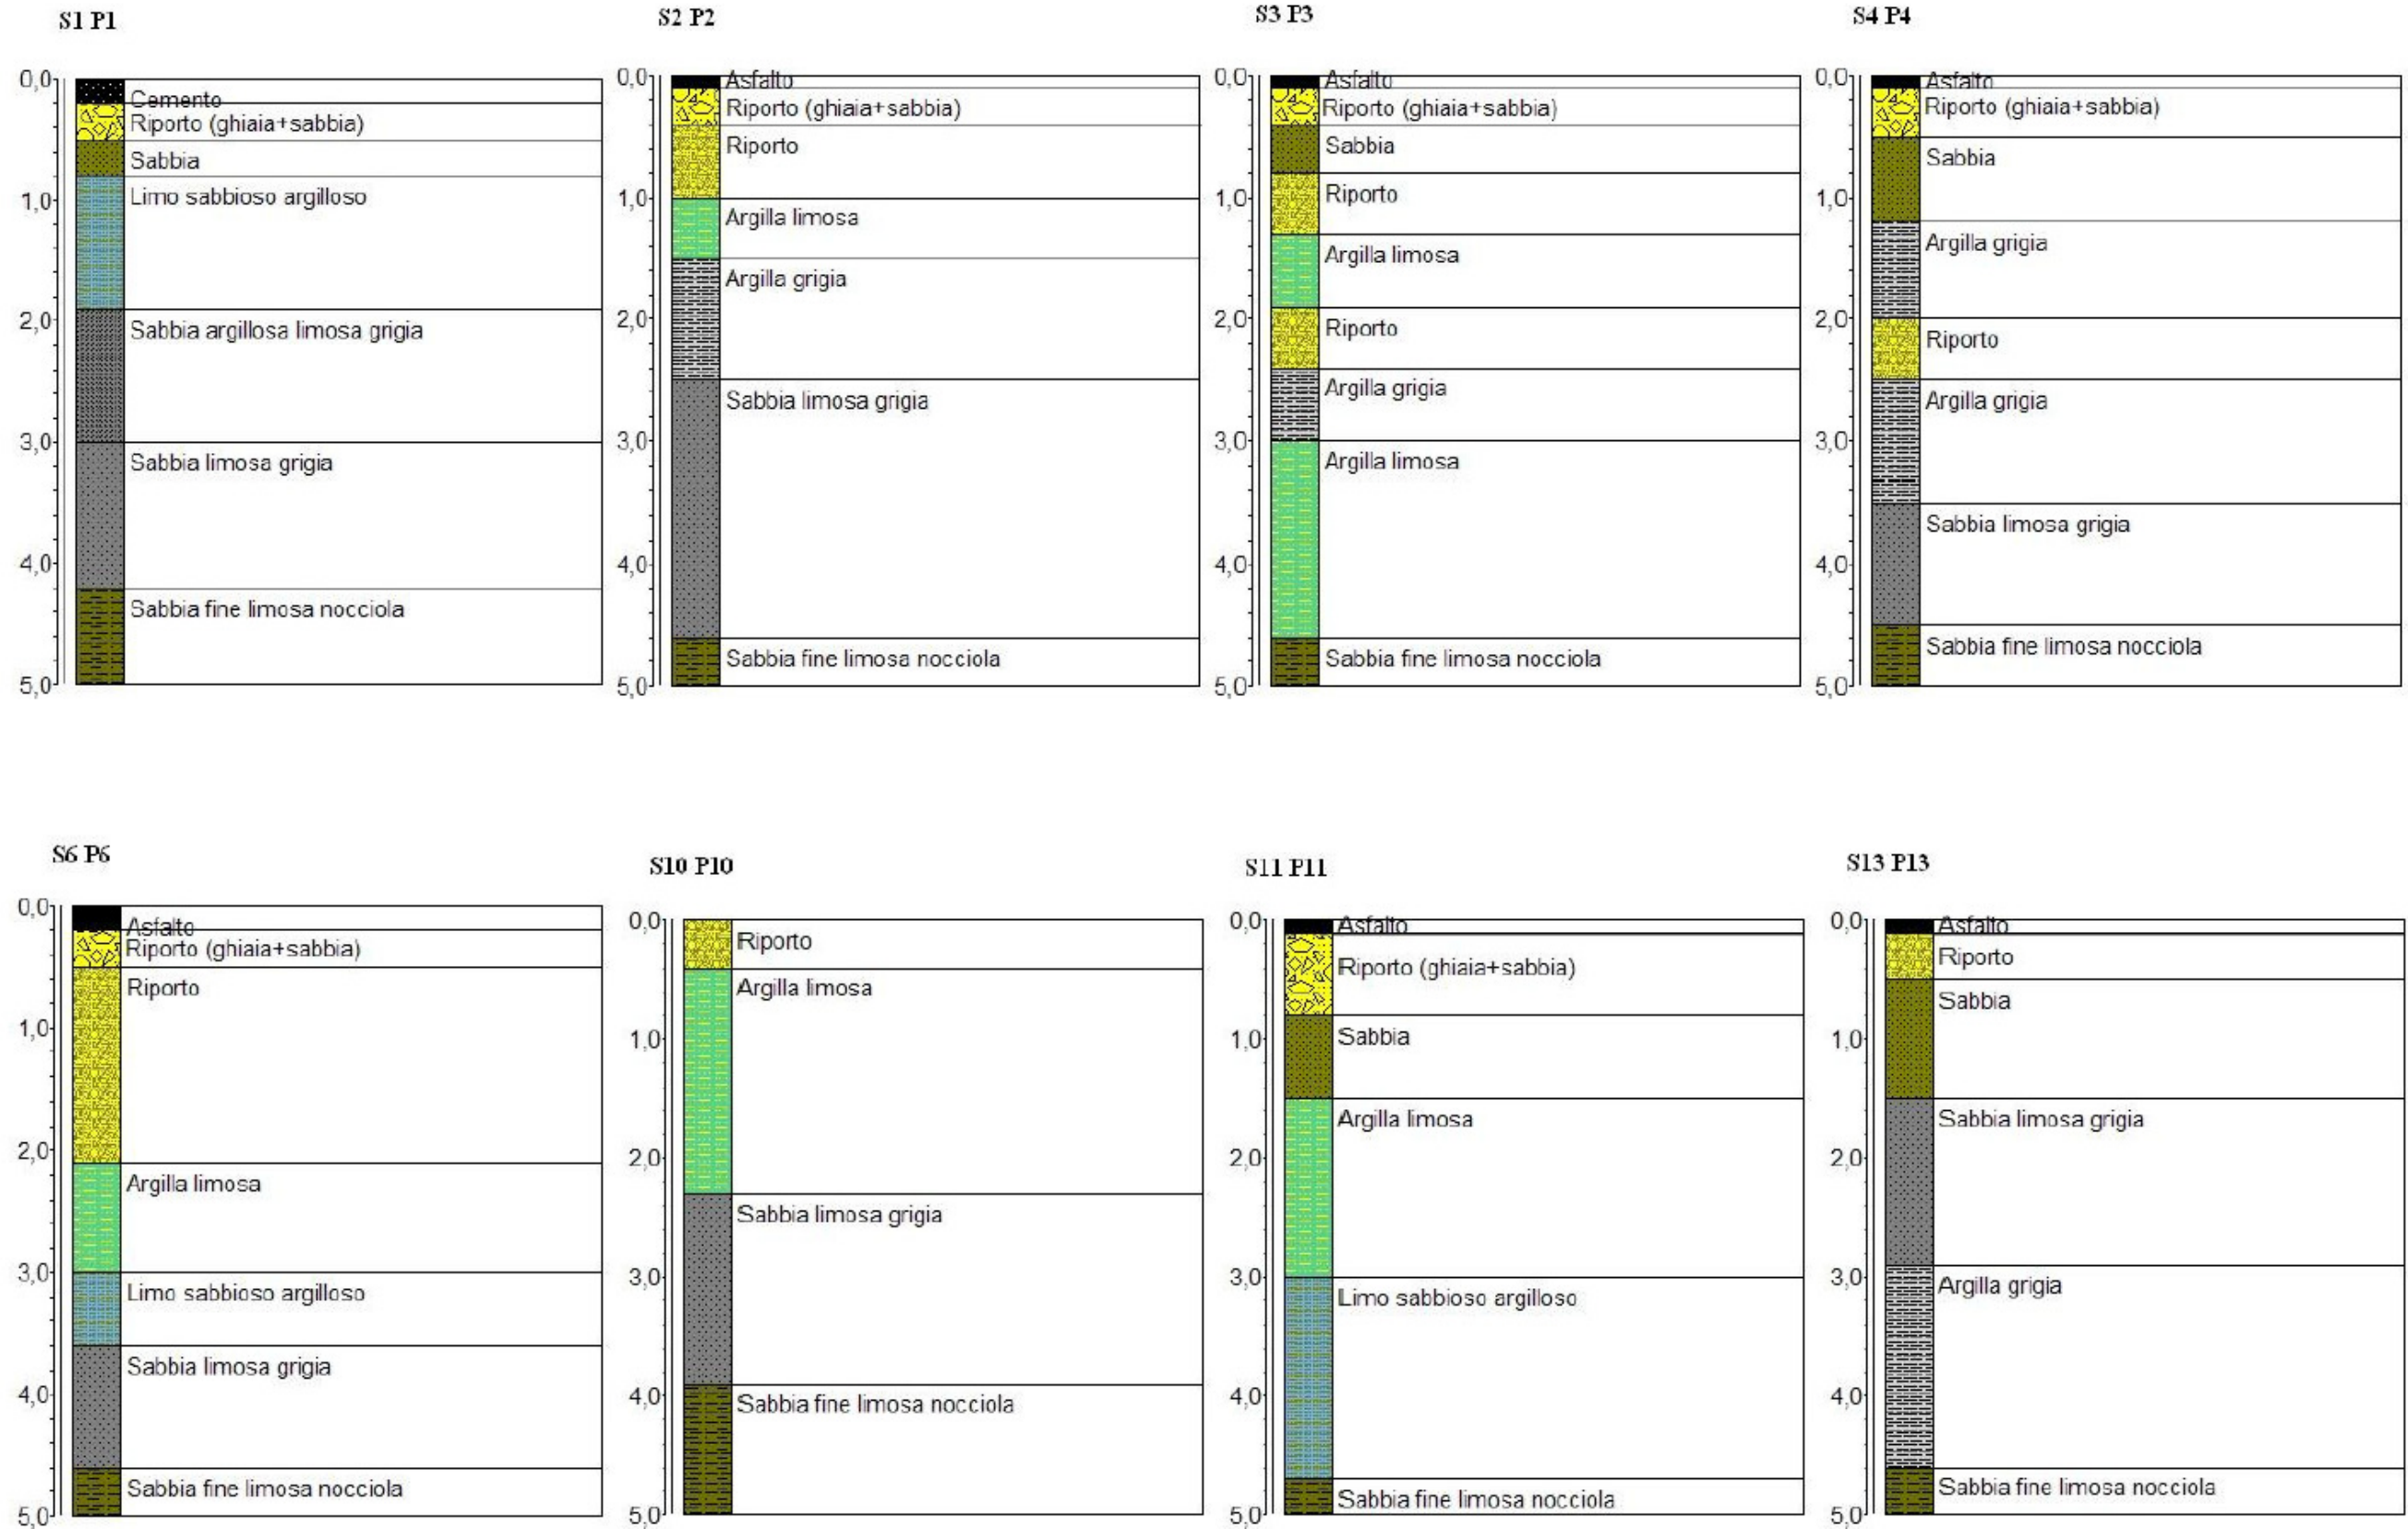 S1 P1
0,0
Cemento
Riporto (ghiaia+sabbia)
Sabbia
1,0
Limo sabbioso argilloso
2,0
Sabbia argillosa limosa grigia
3,0
Sabbia limosa grigia
4,0
Sabbia fine limosa nocciola
5,0
S2 P2
0,0
Asfalto
Riporto (ghiaia+sabbia)
Riporto
1,0
Argilla limosa
Argilla grigia
2,0
Sabbia limosa grigia
3,0
4,0
Sabbia fine limosa nocciola
5,0
S3 P3
0,0
Asfalto
Riporto (ghiaia+sabbia)
Sabbia
1,0
Riporto
Argilla limosa
2,0
Riporto
Argilla grigia
3,0
Argilla limosa
4,0
Sabbia fine limosa nocciola
5,0
S4 P4
0,0
Asfalto
Riporto (ghiaia+sabbia)
Sabbia
1,0
Argilla grigia
2,0
Riporto
Argilla grigia
3,0
Sabbia limosa grigia
4,0
Sabbia fine limosa nocciola
5,0
S6 P6
0,0
Asfalto
Riporto (ghiaia+sabbia)
Riporto
1,0
2,0
Argilla limosa
3,0
Limo sabbioso argilloso
Sabbia limosa grigia
4,0
Sabbia fine limosa nocciola
5,0
S10 P10
0,0
Riporto
Argilla limosa
1,0
2,0
Sabbia limosa grigia
3,0
4,0
Sabbia fine limosa nocciola
5,0
S11 P11
0,0
Asfalto
Riporto (ghiaia+sabbia)
1,0
Sabbia
Argilla limosa
2,0
3,0
Limo sabbioso argilloso
4,0
Sabbia fine limosa nocciola
5,0
S13 P13
0,0
Asfalto
Riporto
Sabbia
1,0
Sabbia limosa grigia
2,0
3,0
Argilla grigia
4,0
Sabbia fine limosa nocciola
5,0